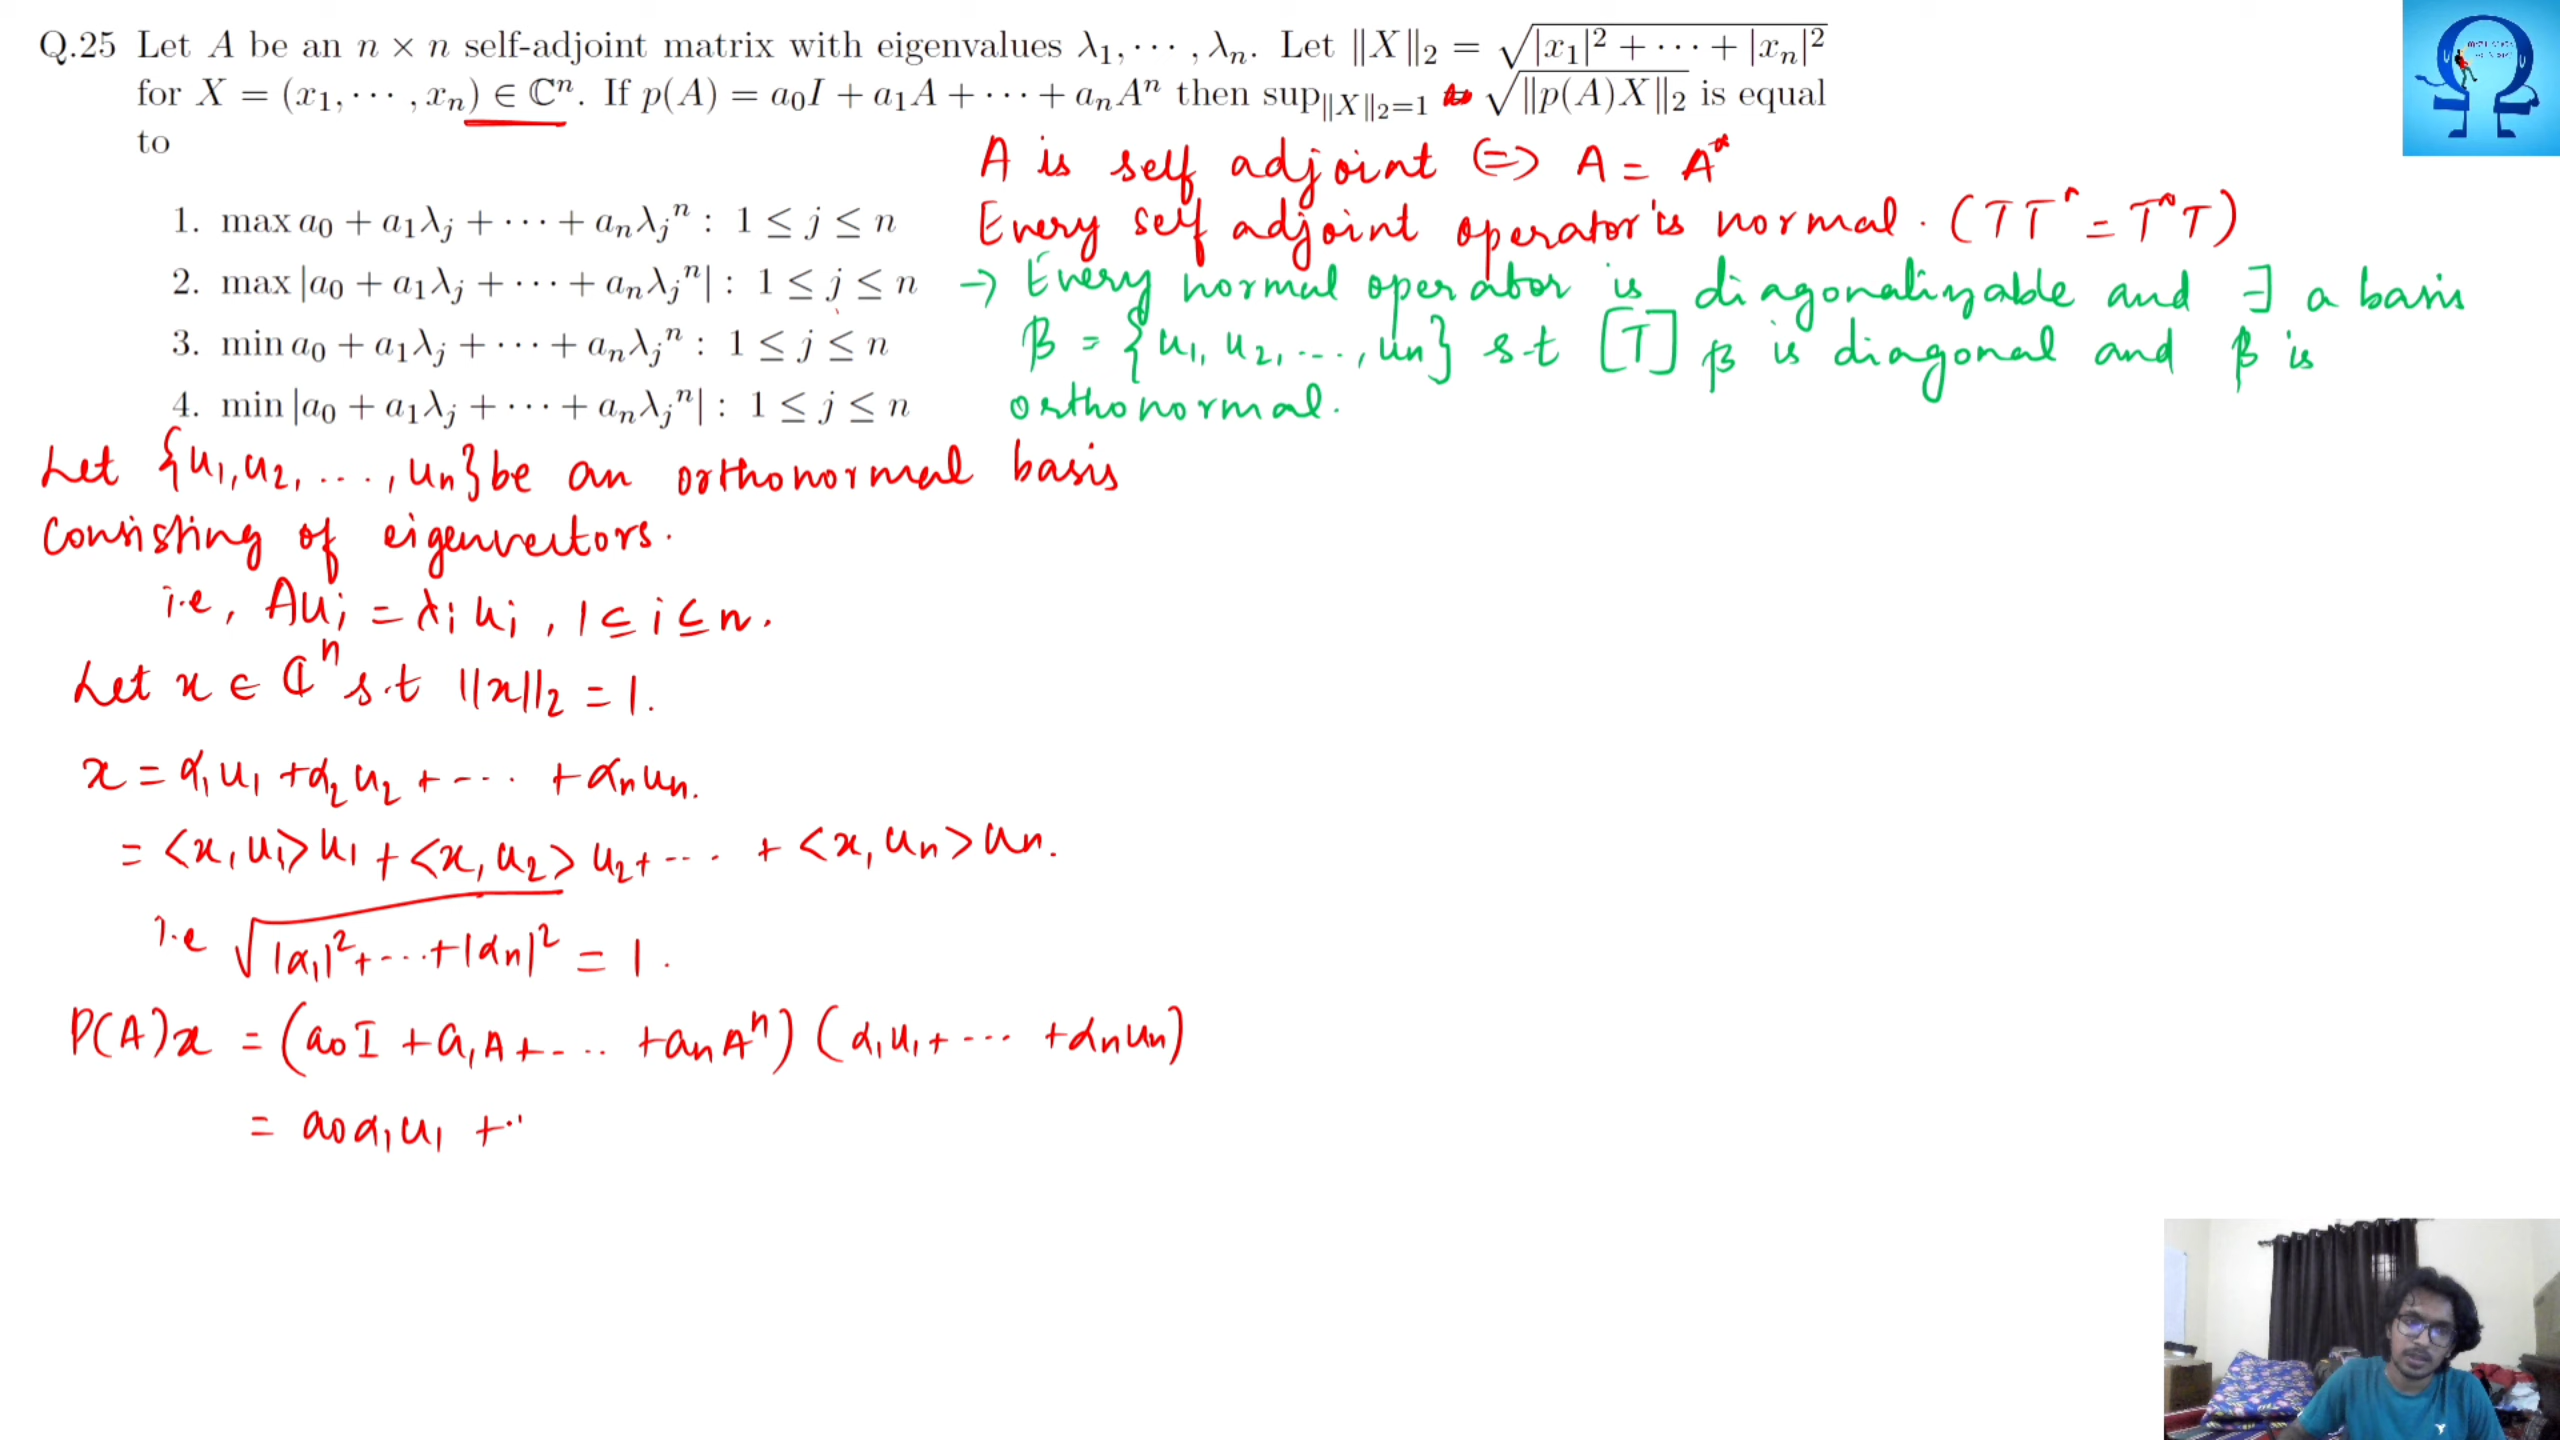 Q.25 Let A be an n × n self-adjoint matrix with eigenvalues λ₁, ⋯ , λₙ. Let ‖X‖₂ = √(|x₁|² + ⋯ + |xₙ|²)
for X = (x₁, ⋯ , xₙ) ∈ ℂⁿ. If p(A) = a₀I + a₁A + ⋯ + aₙAⁿ then sup_{‖X‖₂=1} √‖p(A)X‖₂ is equal
to
1. max a₀ + a₁λⱼ + ⋯ + aₙλⱼⁿ : 1 ≤ j ≤ n
2. max |a₀ + a₁λⱼ + ⋯ + aₙλⱼⁿ| : 1 ≤ j ≤ n
3. min a₀ + a₁λⱼ + ⋯ + aₙλⱼⁿ : 1 ≤ j ≤ n
4. min |a₀ + a₁λⱼ + ⋯ + aₙλⱼⁿ| : 1 ≤ j ≤ n
A is self adjoint ⇔ A = A*
Every self adjoint operator is normal. (TT* = T*T)
→ Every normal operator is diagonalizable and ∃ a basis
β = {u₁, u₂, ..., uₙ} s.t [T]β is diagonal and β is
orthonormal.
Let {u₁, u₂, ..., uₙ} be an orthonormal basis
consisting of eigenvectors.
i.e, Auᵢ = λᵢuᵢ, 1 ≤ i ≤ n.
Let x ∈ ℂⁿ s.t ‖x‖₂ = 1.
x = α₁u₁ + α₂u₂ + ⋯ + αₙuₙ.
= <x, u₁>u₁ + <x, u₂>u₂ + ⋯ + <x, uₙ>uₙ.
i.e √(|α₁|² + ⋯ + |αₙ|²) = 1.
P(A)x = (a₀I + a₁A + ⋯ + aₙAⁿ)(α₁u₁ + ⋯ + αₙuₙ)
= a₀α₁u₁ + ..